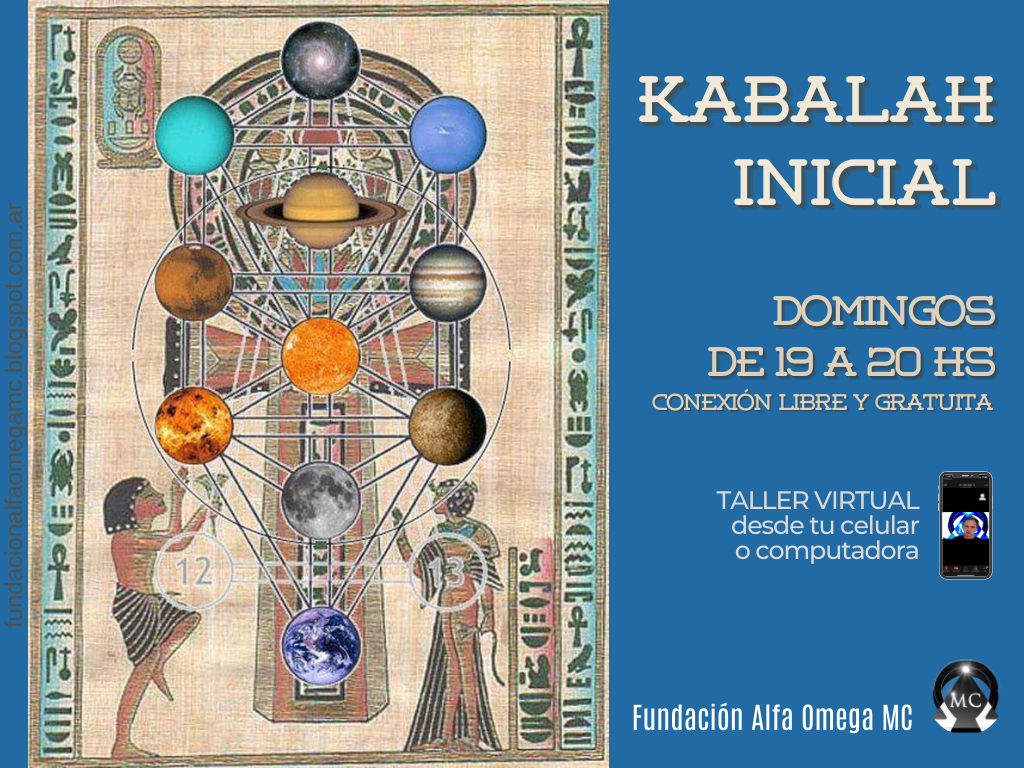 fundacionalfaomegamc.blogspot.com.ar
12
13
KABALAH
INICIAL
DOMINGOS
DE 19 A 20 HS
CONEXIÓN LIBRE Y GRATUITA
TALLER VIRTUAL
desde tu celular
o computadora
Fundación Alfa Omega MC
MC